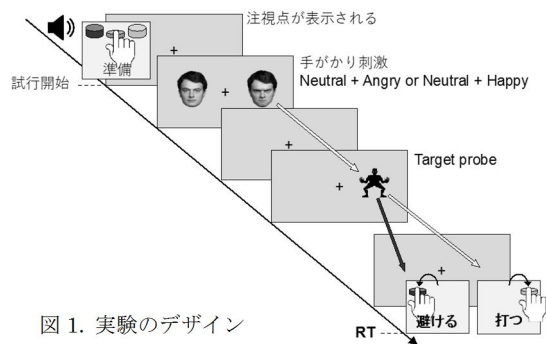 注視点が表示される
準備
試行開始
手がかり刺激
Neutral + Angry or Neutral + Happy
Target probe
避ける
打つ
RT
図 1. 実験のデザイン